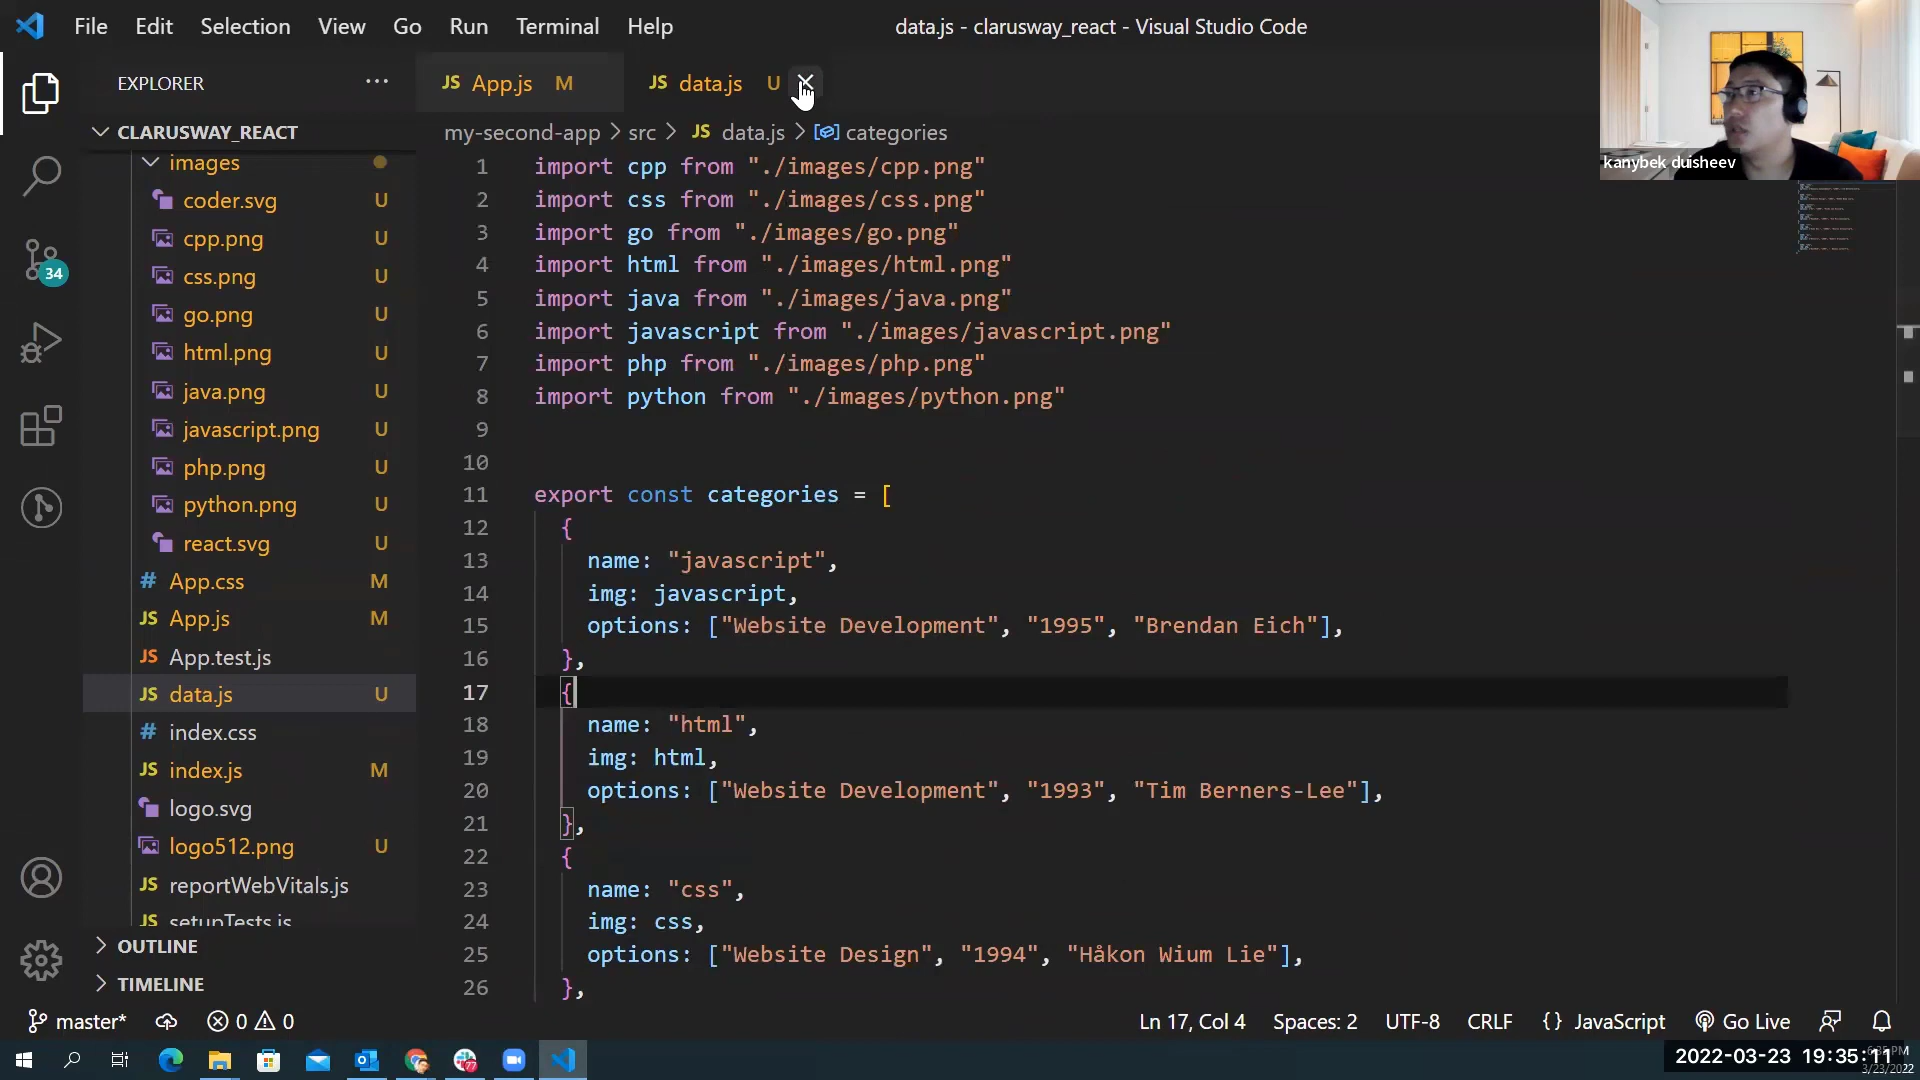 File Edit Selection View Go Run Terminal Help
data.js - clarusway_react - Visual Studio Code
kanybek duisheev
EXPLORER ···
JS App.js M
JS data.js U
CLARUSWAY_REACT
my-second-app > src > JS data.js > categories
images
coder.svg U
cpp.png U
css.png U
go.png U
html.png U
java.png U
javascript.png U
php.png U
python.png U
react.svg U
# App.css M
JS App.js M
JS App.test.js
JS data.js U
# index.css
JS index.js M
logo.svg
logo512.png U
JS reportWebVitals.js
JS setupTests.js
OUTLINE
TIMELINE
34
1 import cpp from "./images/cpp.png"
2 import css from "./images/css.png"
3 import go from "./images/go.png"
4 import html from "./images/html.png"
5 import java from "./images/java.png"
6 import javascript from "./images/javascript.png"
7 import php from "./images/php.png"
8 import python from "./images/python.png"
9
10
11 export const categories = [
12 {
13 name: "javascript",
14 img: javascript,
15 options: ["Website Development", "1995", "Brendan Eich"],
16 },
17 {
18 name: "html",
19 img: html,
20 options: ["Website Development", "1993", "Tim Berners-Lee"],
21 },
22 {
23 name: "css",
24 img: css,
25 options: ["Website Design", "1994", "Håkon Wium Lie"],
26 },
master* 0 0
Ln 17, Col 4 Spaces: 2 UTF-8 CRLF {} JavaScript Go Live
77
2022-03-23 19:35:11
3/23/2022